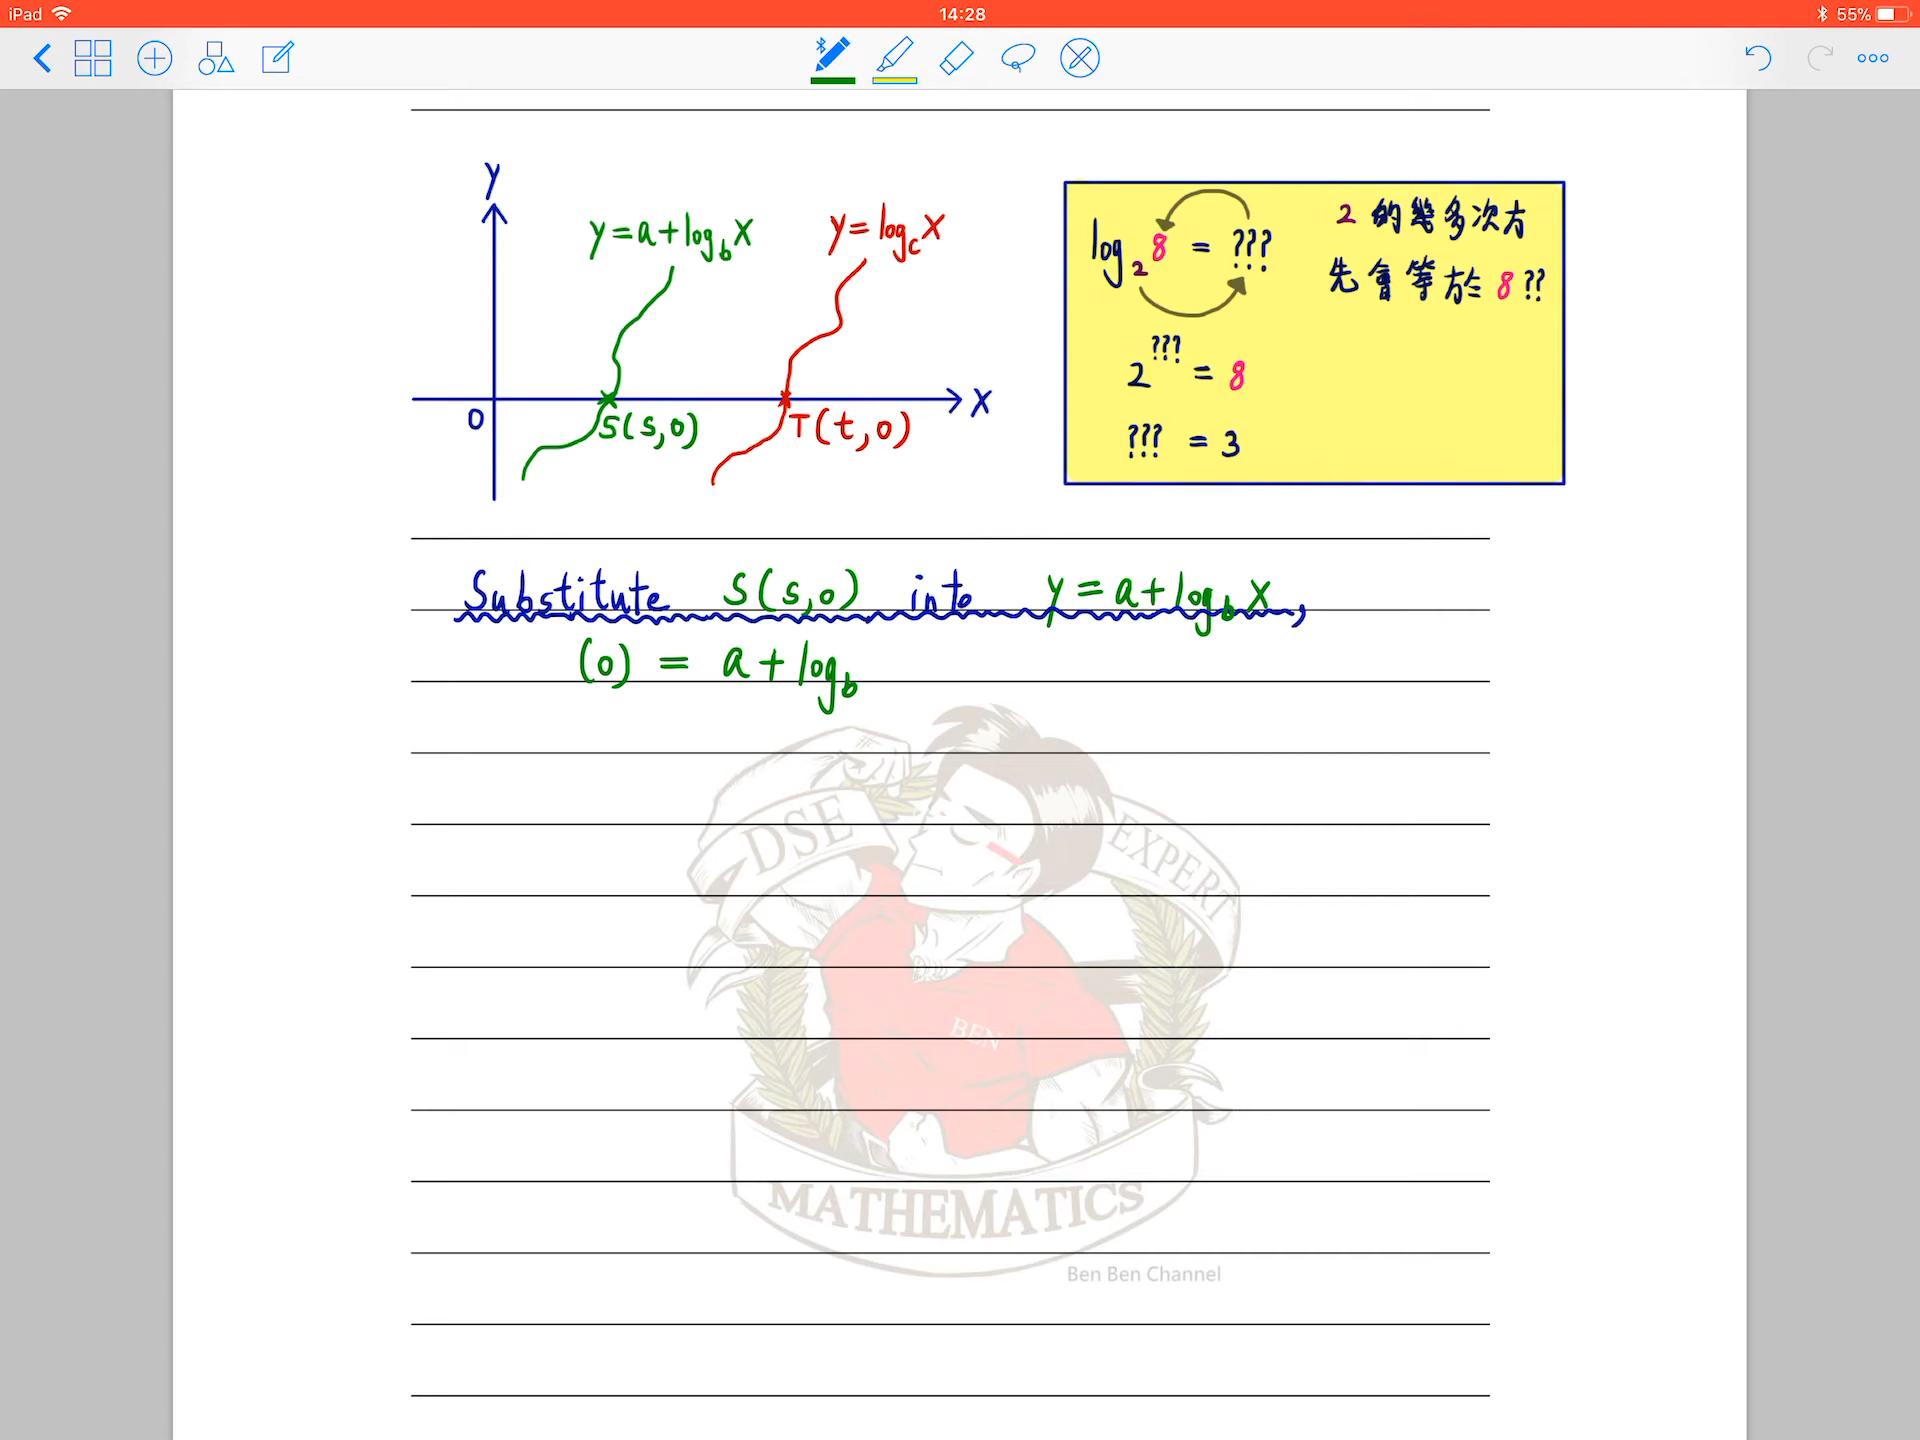 iPad 14:28 55%
Y
y=a+log_b X
y=log_c X
O
X
S(s,0)
T(t,0)
log_2 8 = ???
2的幾多次方
先會等於8??
2^??? = 8
??? = 3
Substitute S(s,0) into y=a+log_b X,
(0) = a+log_b
DSE EXPERT
BEN
MATHEMATICS
Ben Ben Channel